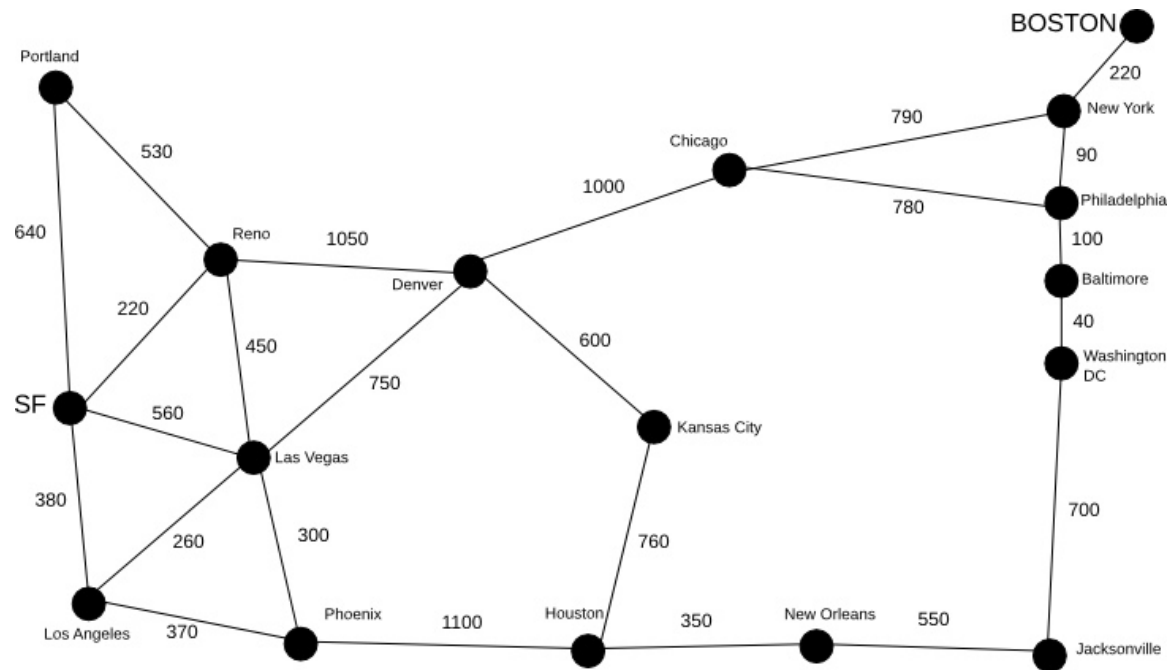 BOSTON
Portland
220
New York
790
Chicago
530
90
1000
Philadelphia
780
640
Reno
1050
100
Denver
Baltimore
220
40
450
600
Washington
DC
750
SF
560
Kansas City
Las Vegas
380
700
260
300
760
Phoenix
Houston
New Orleans
350
550
1100
Los Angeles
370
Jacksonville